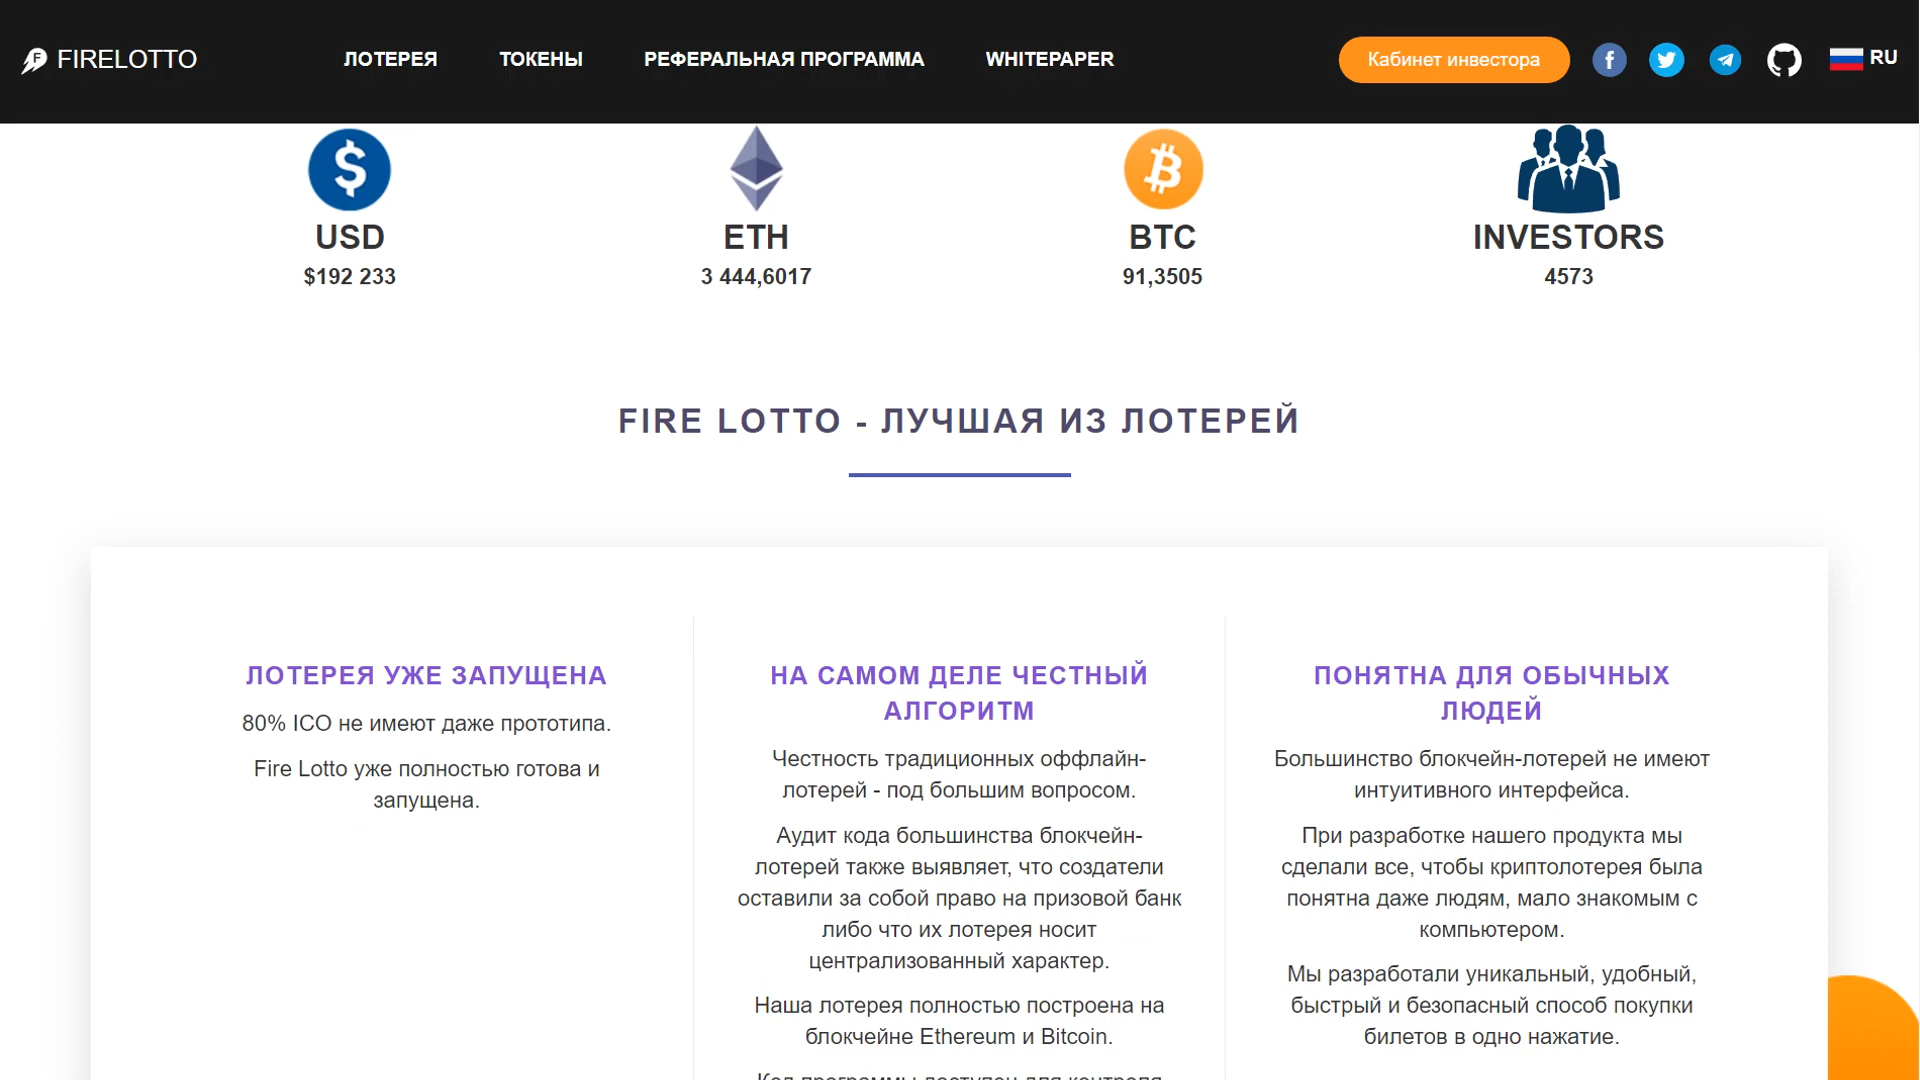 FIRELOTTO
ЛОТЕРЕЯ
ТОКЕНЫ
РЕФЕРАЛЬНАЯ ПРОГРАММА
WHITEPAPER
Кабинет инвестора
RU
USD
$192 233
ETH
3 444,6017
BTC
91,3505
INVESTORS
4573
FIRE LOTTO - ЛУЧШАЯ ИЗ ЛОТЕРЕЙ
ЛОТЕРЕЯ УЖЕ ЗАПУЩЕНА
80% ICO не имеют даже прототипа.
Fire Lotto уже полностью готова и
запущена.
НА САМОМ ДЕЛЕ ЧЕСТНЫЙ
АЛГОРИТМ
Честность традиционных оффлайн-
лотерей - под большим вопросом.
Аудит кода большинства блокчейн-
лотерей также выявляет, что создатели
оставили за собой право на призовой банк
либо что их лотерея носит
централизованный характер.
Наша лотерея полностью построена на
блокчейне Ethereum и Bitcoin.
Код программы доступен для контроля
ПОНЯТНА ДЛЯ ОБЫЧНЫХ
ЛЮДЕЙ
Большинство блокчейн-лотерей не имеют
интуитивного интерфейса.
При разработке нашего продукта мы
сделали все, чтобы криптолотерея была
понятна даже людям, мало знакомым с
компьютером.
Мы разработали уникальный, удобный,
быстрый и безопасный способ покупки
билетов в одно нажатие.